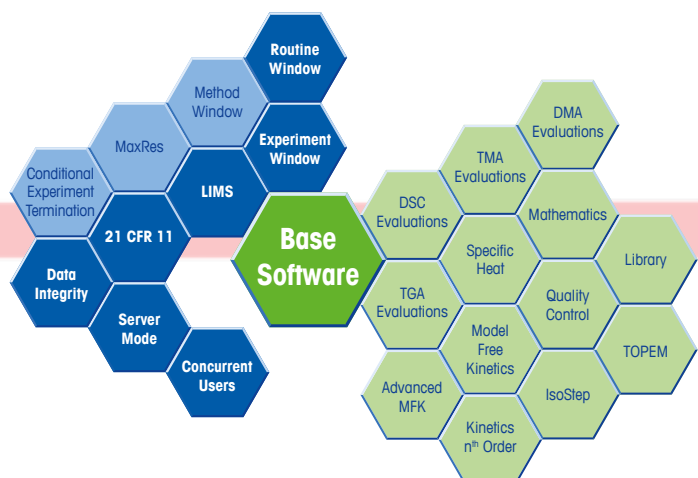 Routine
Window
Method
Window
MaxRes
Experiment
Window
Conditional
Experiment
Termination
LIMS
21 CFR 11
Data
Integrity
Server
Mode
Concurrent
Users
Base
Software
DMA
Evaluations
TMA
Evaluations
DSC
Evaluations
Mathematics
Specific
Heat
Library
TGA
Evaluations
Quality
Control
Model
Free
Kinetics
TOPEM
Advanced
MFK
IsoStep
Kinetics
nth Order